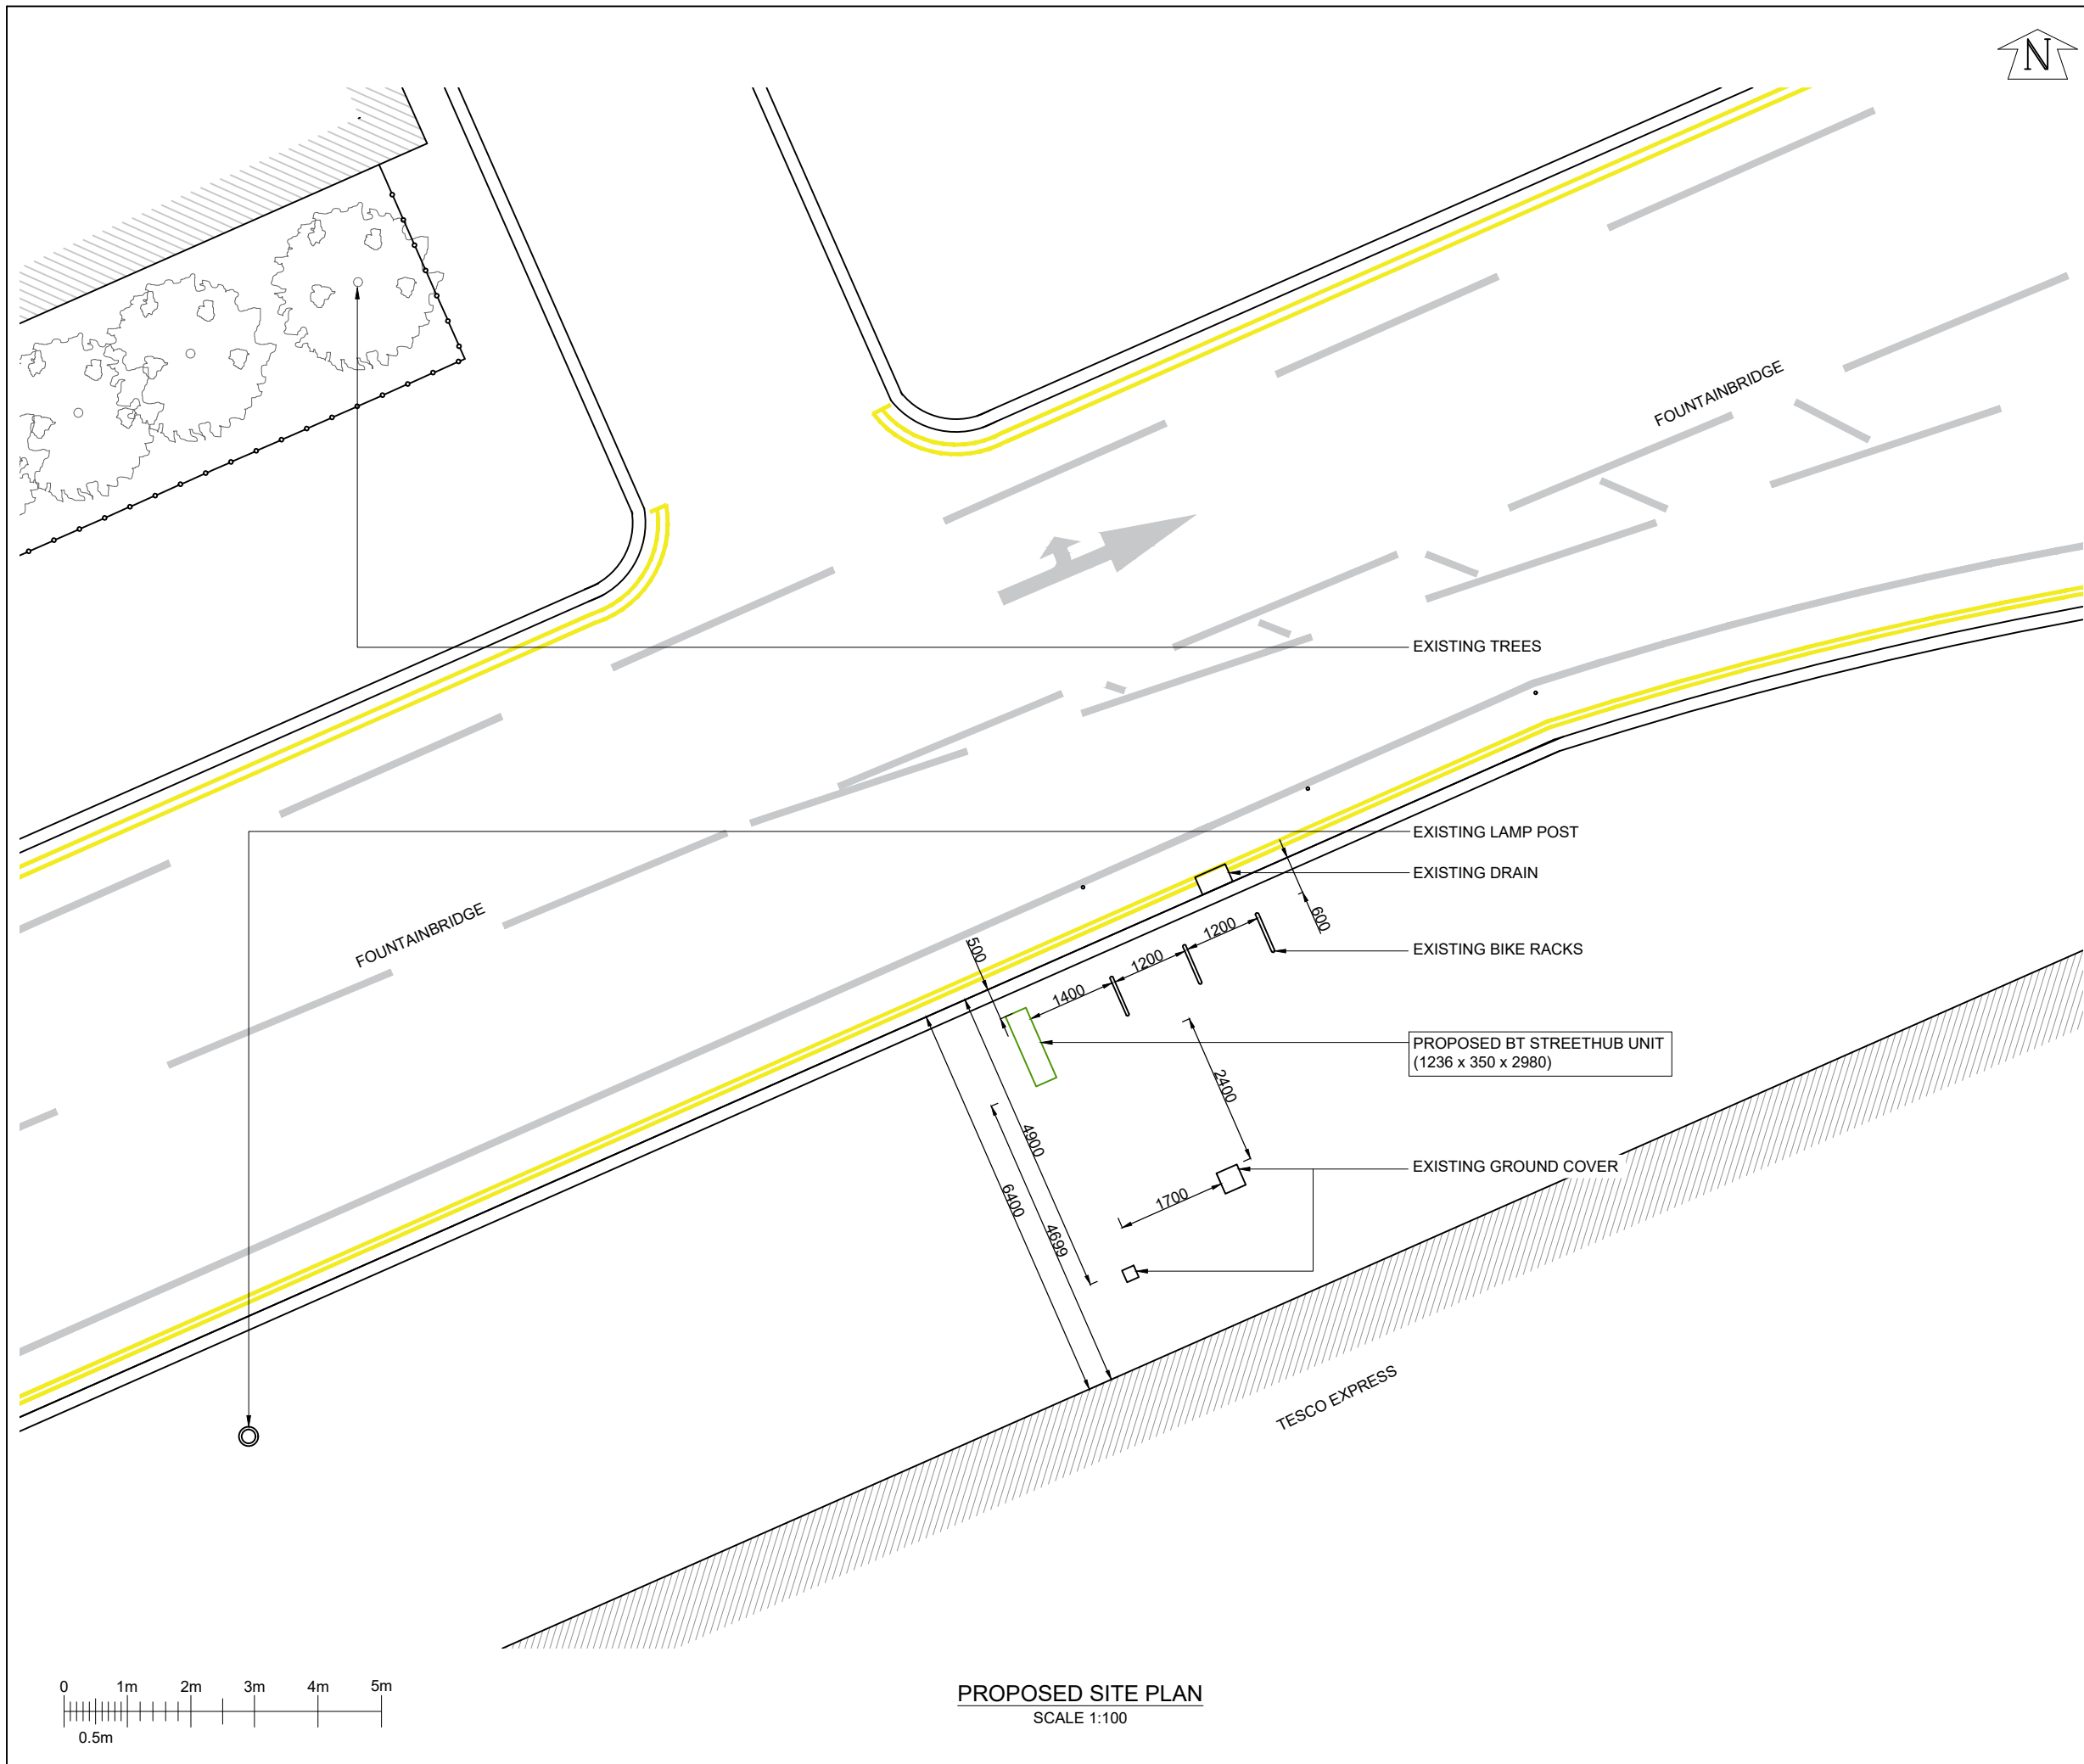 N
FOUNTAINBRIDGE
EXISTING TREES
EXISTING LAMP POST
EXISTING DRAIN
FOUNTAINBRIDGE
600
1200
500
1200
EXISTING BIKE RACKS
1400
PROPOSED BT STREETHUB UNIT
(1236 x 350 x 2980)
2400
4900
EXISTING GROUND COVER
6400
1700
4699
TESCO EXPRESS
0 1m 2m 3m 4m 5m
0.5m
PROPOSED SITE PLAN
SCALE 1:100